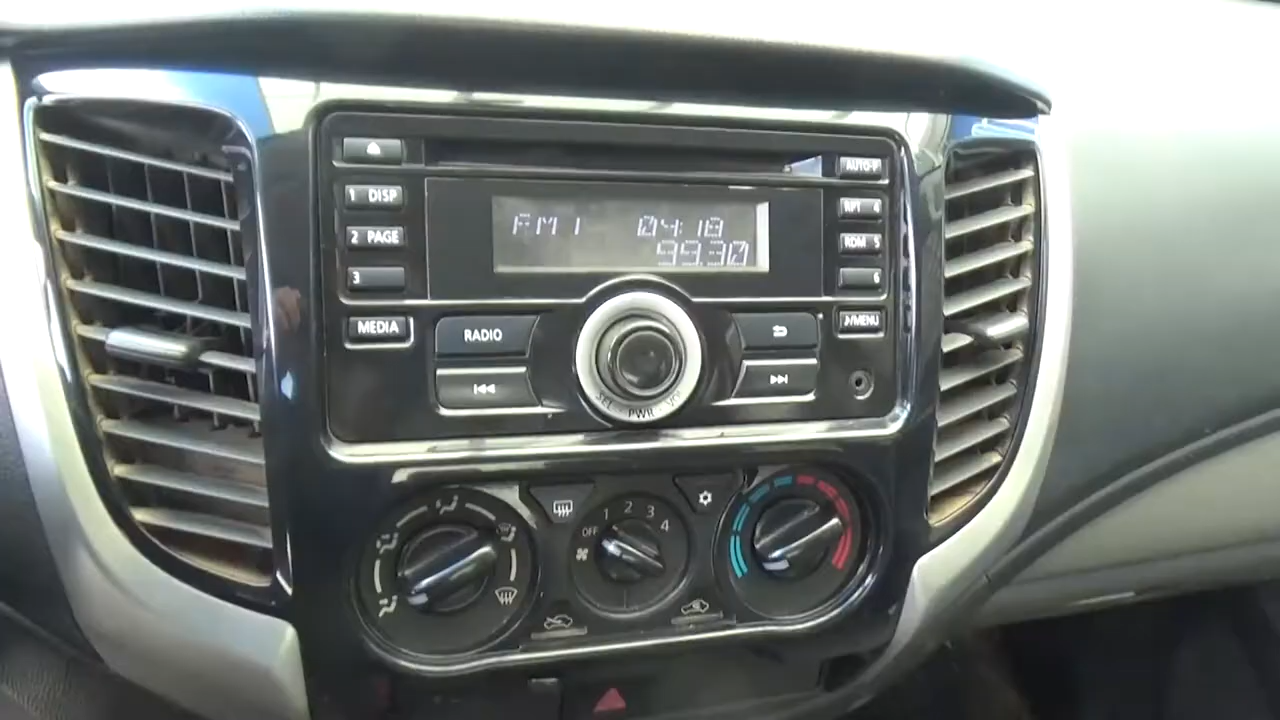 AUTO-P
1 DISP
2 PAGE
3
RPT 4
RDM 5
6
FM1 04:18
99.30
MEDIA
RADIO
♪/MENU
SEL · PWR · VOL
OFF 1 2 3 4